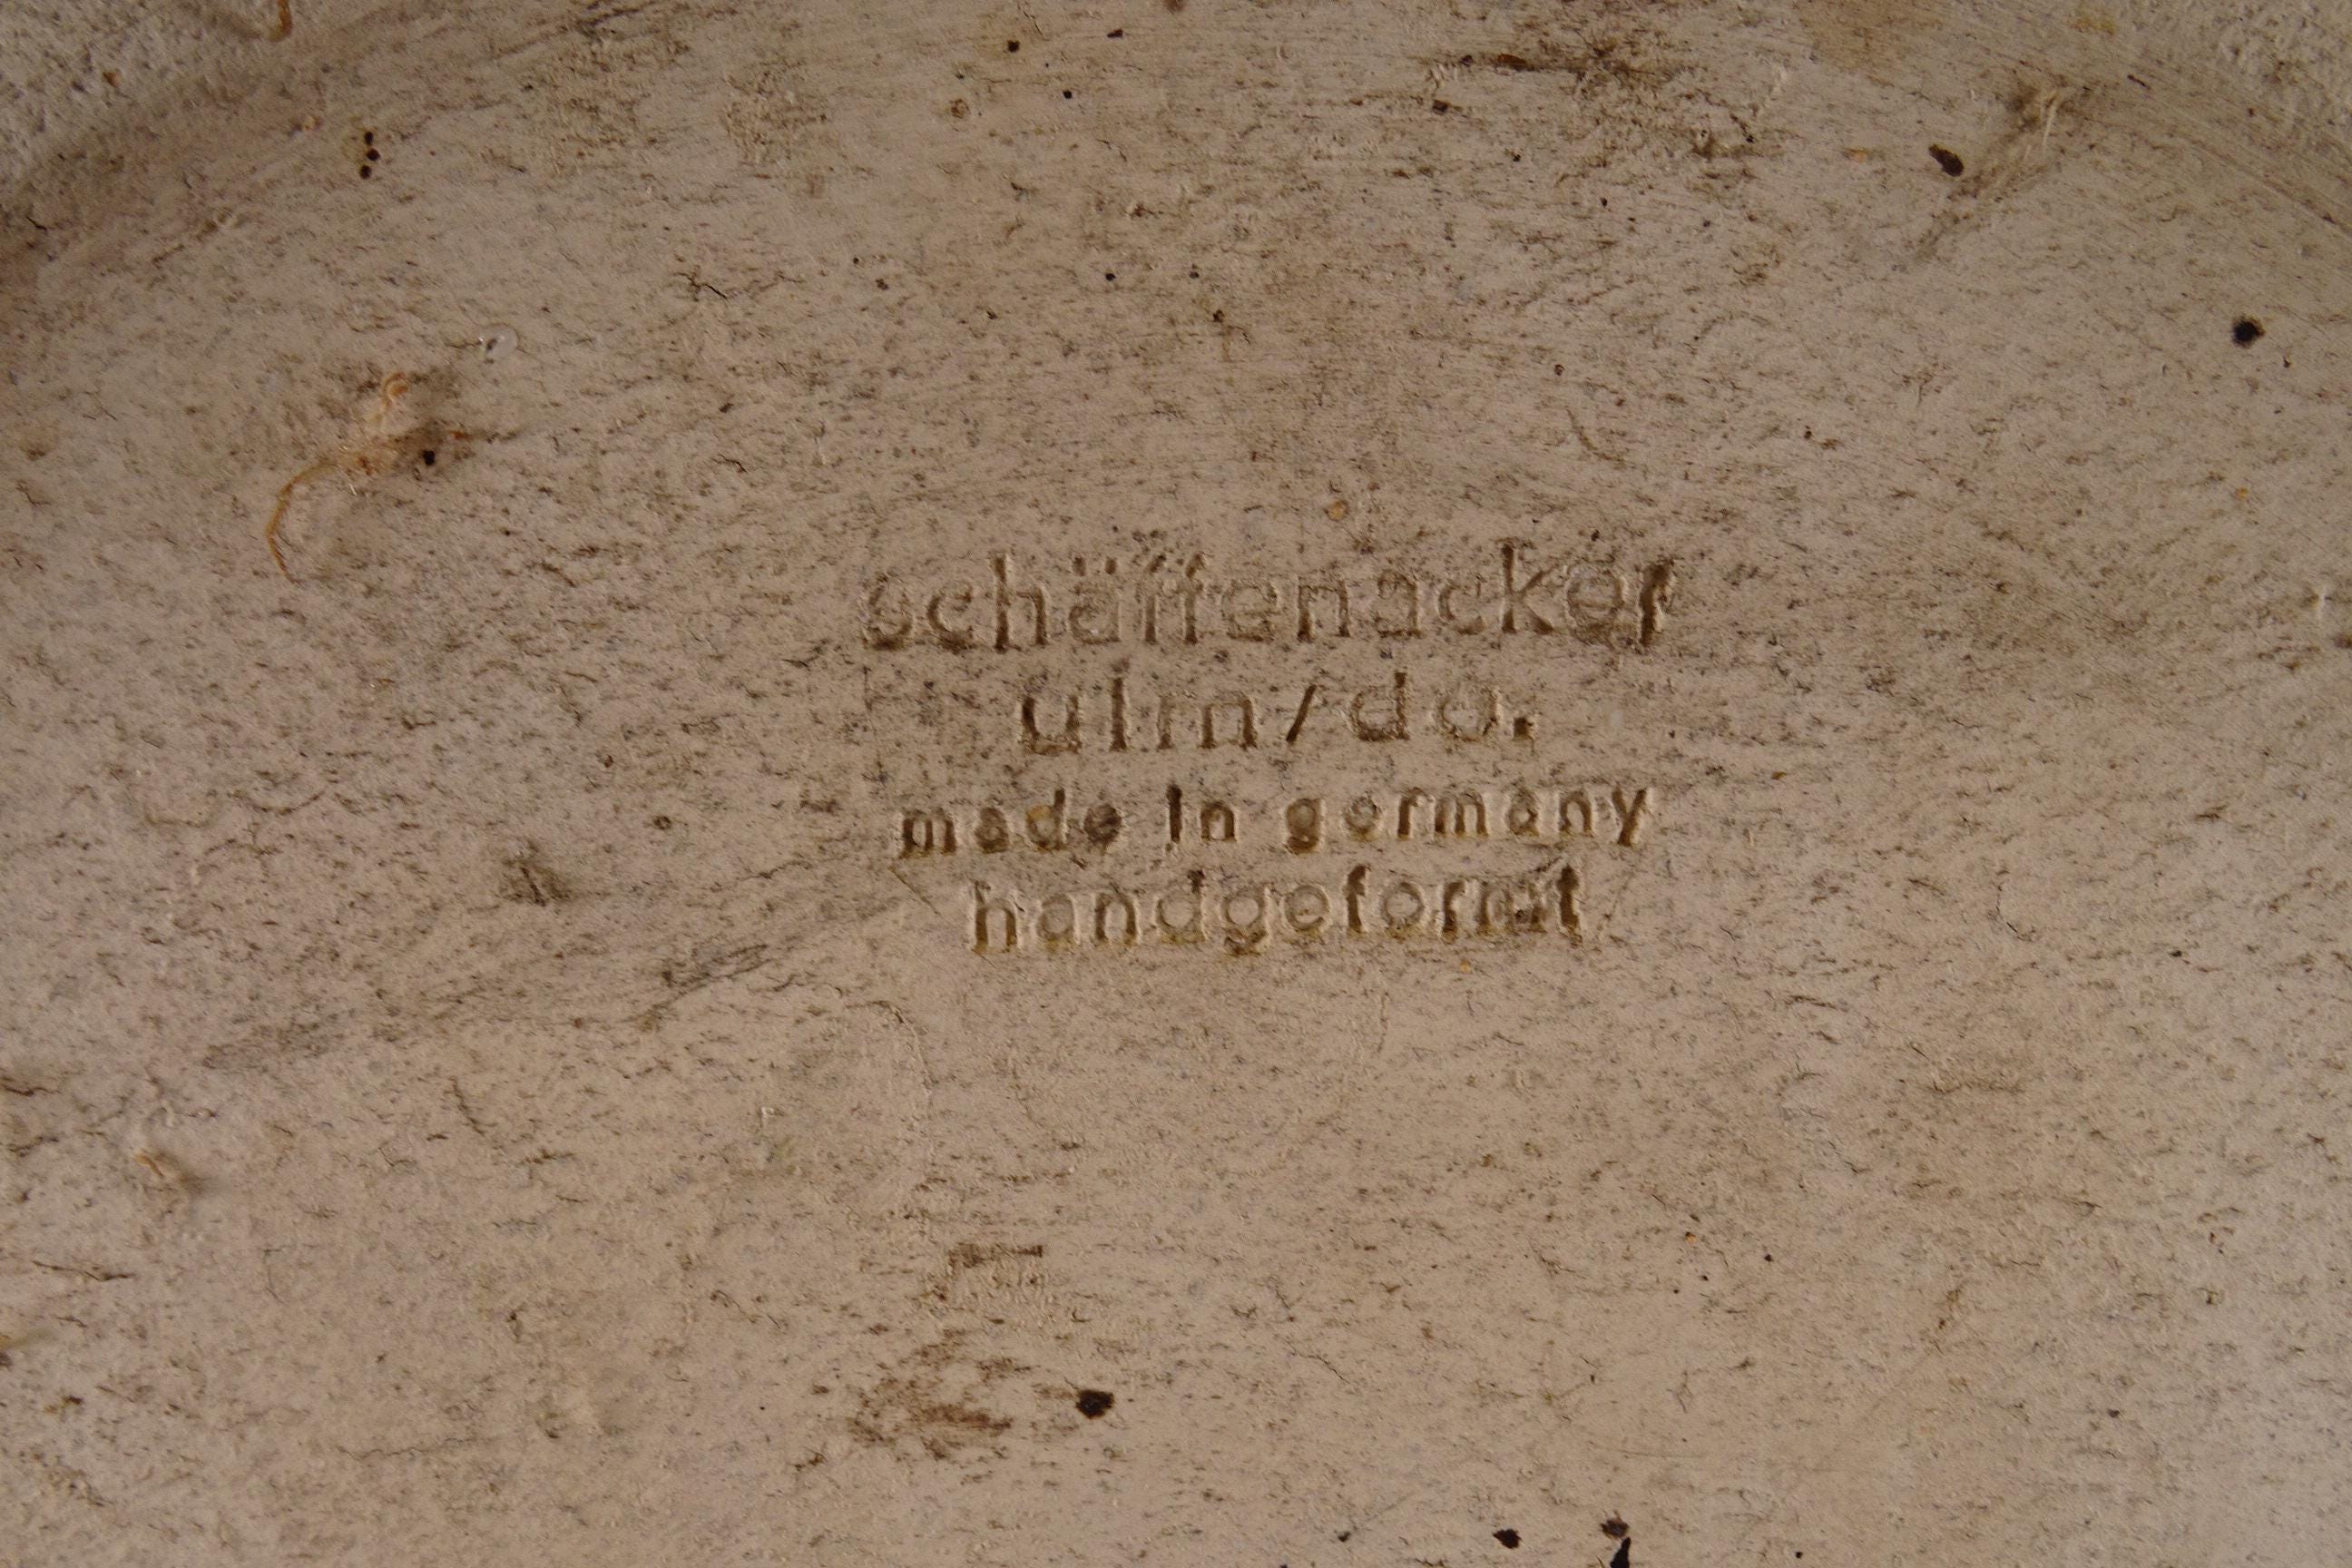 schäffenacker
ulm/do.
made in germany
handgeformt